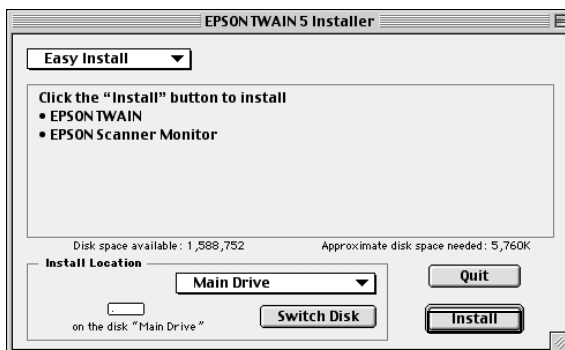 EPSON TWAIN 5 Installer
Easy Install
Click the “Install” button to install
• EPSON TWAIN
• EPSON Scanner Monitor
Disk space available: 1,588,752
Approximate disk space needed: 5,760K
Install Location
Main Drive
Quit
on the disk “Main Drive”
Switch Disk
Install